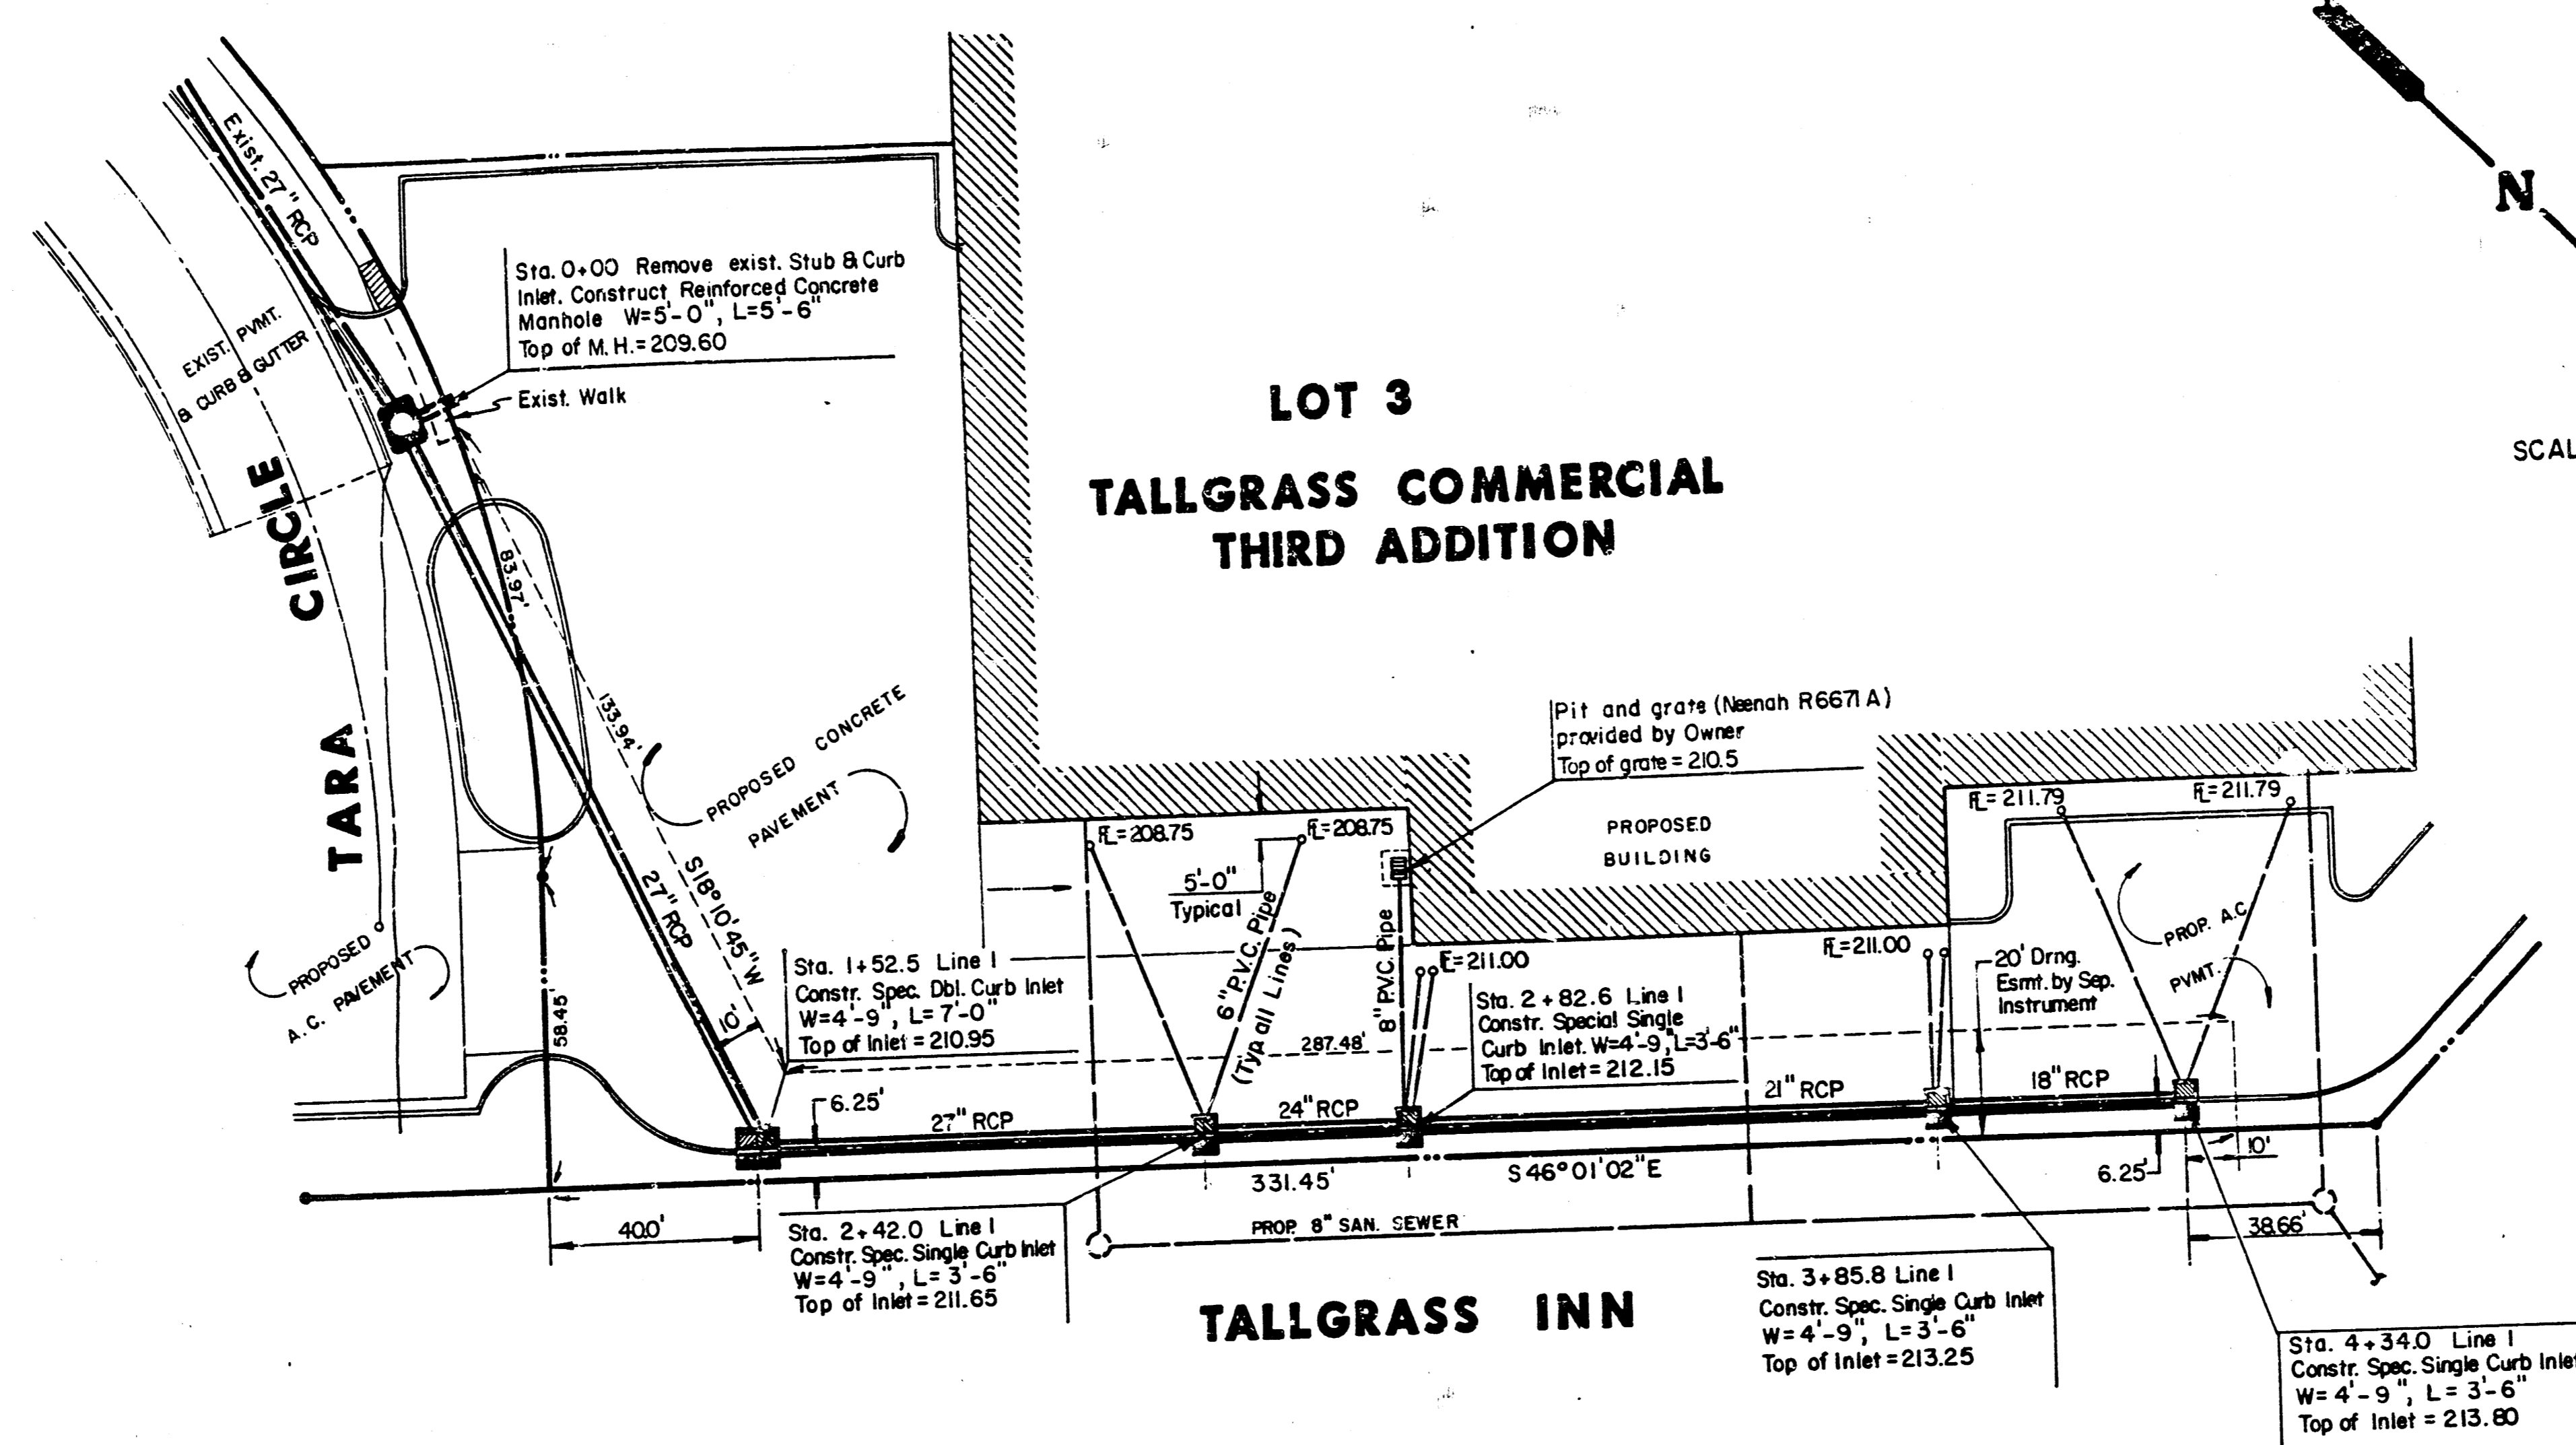 Exist. 27" RCP
EXIST. PVMT.
& CURB & GUTTER
TARA CIRCLE
Sta. 0+00 Remove exist. Stub & Curb
Inlet. Construct Reinforced Concrete
Manhole W=5'-0", L=5'-6"
Top of M.H.=209.60
Exist. Walk
N
LOT 3
TALLGRASS COMMERCIAL
THIRD ADDITION
SCAL
83.97'
133.94'
S18°10'45"W
27" RCP
10'
PROPOSED CONCRETE
PAVEMENT
PROPOSED
A.C. PAVEMENT
58.45'
Pit and grate (Neenah R6671A)
provided by Owner
Top of grate = 210.5
PROPOSED
BUILDING
FL=208.75
FL=208.75
5'-0"
Typical
6" P.V.C. Pipe
(Typ all Lines)
8" P.V.C. Pipe
FL=211.00
FL=211.00
FL=211.79
FL=211.79
PROP. A.C.
PVMT.
20' Drng.
Esmt. by Sep.
Instrument
Sta. 1+52.5 Line 1
Constr. Spec. Dbl. Curb Inlet
W=4'-9", L=7'-0"
Top of Inlet = 210.95
287.48'
Sta. 2+82.6 Line 1
Constr. Special Single
Curb Inlet. W=4'-9", L=3'-6"
Top of Inlet = 212.15
6.25'
27" RCP
24" RCP
21" RCP
18" RCP
331.45'
S 46°01'02"E
6.25'
10'
40.0'
38.66'
PROP. 8" SAN. SEWER
Sta. 2+42.0 Line 1
Constr. Spec. Single Curb Inlet
W=4'-9", L= 3'-6"
Top of Inlet = 211.65
TALLGRASS INN
Sta. 3+85.8 Line 1
Constr. Spec. Single Curb Inlet
W= 4'-9", L=3'-6"
Top of Inlet = 213.25
Sta. 4+34.0 Line 1
Constr. Spec. Single Curb Inlet
W= 4'-9", L= 3'-6"
Top of Inlet = 213.80